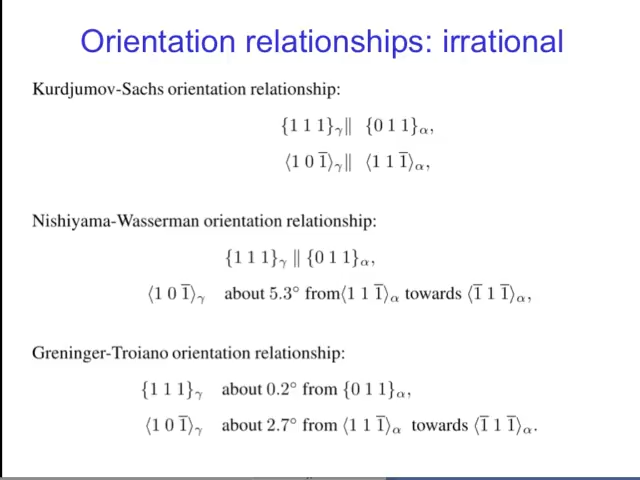 Orientation relationships: irrational
Kurdjumov-Sachs orientation relationship:
{1 1 1}γ∥ {0 1 1}α,
⟨1 0 1̅⟩γ∥ ⟨1 1 1̅⟩α,
Nishiyama-Wasserman orientation relationship:
{1 1 1}γ ∥ {0 1 1}α,
⟨1 0 1̅⟩γ about 5.3° from⟨1 1 1̅⟩α towards ⟨1̅ 1 1̅⟩α,
Greninger-Troiano orientation relationship:
{1 1 1}γ about 0.2° from {0 1 1}α,
⟨1 0 1̅⟩γ about 2.7° from ⟨1 1 1̅⟩α towards ⟨1̅ 1 1̅⟩α.